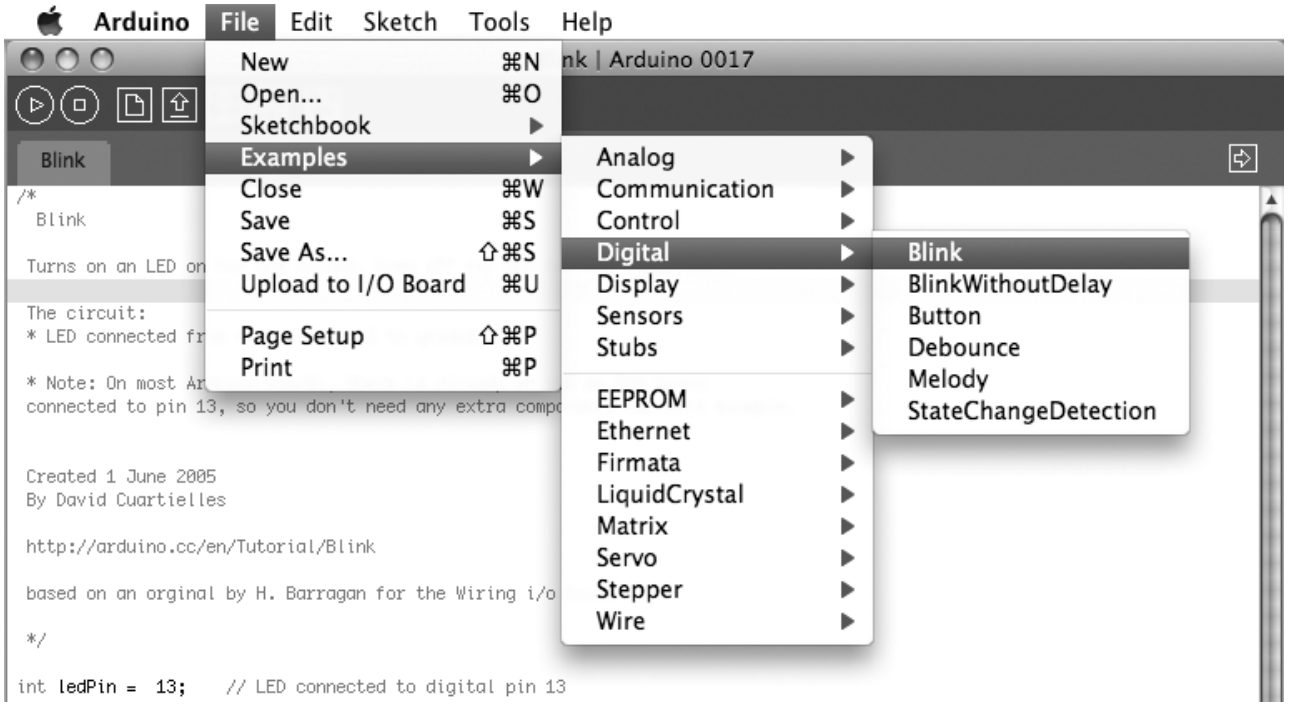 Arduino File Edit Sketch Tools Help
nk | Arduino 0017
New ⌘N
Open... ⌘O
Sketchbook
Examples
Close ⌘W
Save ⌘S
Save As... ⇧⌘S
Upload to I/O Board ⌘U
Page Setup ⇧⌘P
Print ⌘P
Analog
Communication
Control
Digital
Display
Sensors
Stubs
EEPROM
Ethernet
Firmata
LiquidCrystal
Matrix
Servo
Stepper
Wire
Blink
BlinkWithoutDelay
Button
Debounce
Melody
StateChangeDetection
Blink
/*
Blink
Turns on an LED on
The circuit:
* LED connected fr
* Note: On most Ar
connected to pin 13, so you don't need any extra comp
Created 1 June 2005
By David Cuartielles
http://arduino.cc/en/Tutorial/Blink
based on an orginal by H. Barragan for the Wiring i/o
*/
int ledPin = 13; // LED connected to digital pin 13